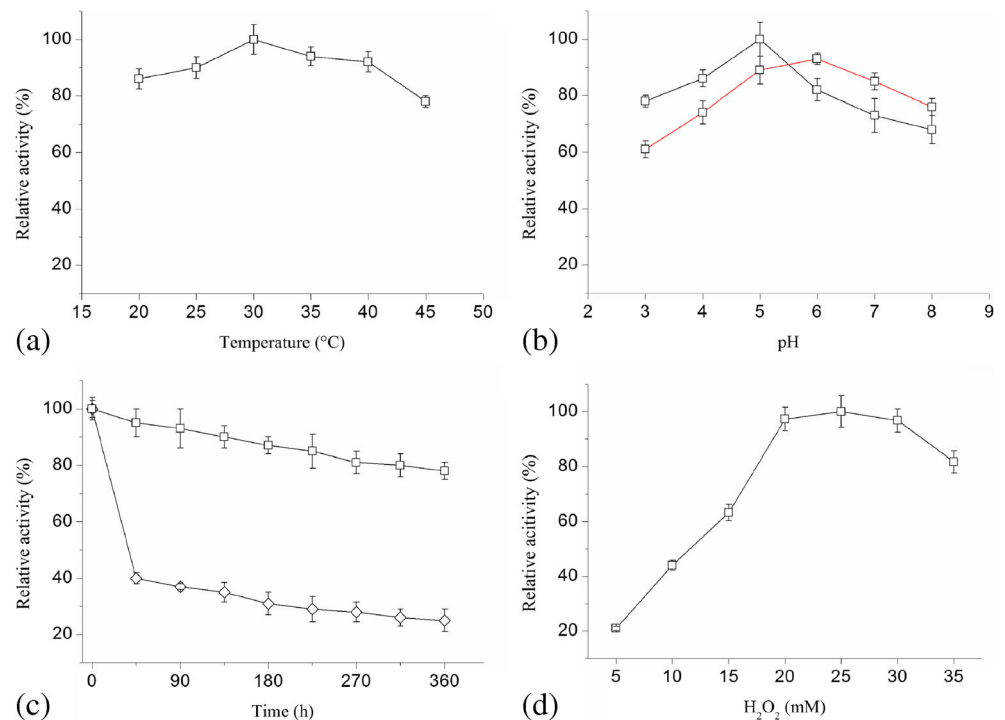 100
80
60
40
20
Relative activity (%)
15 20 25 30 35 40 45 50
Temperature (°C)
(a)
100
80
60
40
20
Relative activity (%)
2 3 4 5 6 7 8 9
pH
(b)
100
80
60
40
20
Relative activity (%)
0 90 180 270 360
Time (h)
(c)
100
80
60
40
20
Relative acitivity (%)
5 10 15 20 25 30 35
H₂O₂ (mM)
(d)